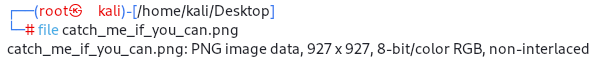 ┌──(root㉿kali)-[/home/kali/Desktop]
└─# file catch_me_if_you_can.png
catch_me_if_you_can.png: PNG image data, 927 x 927, 8-bit/color RGB, non-interlaced